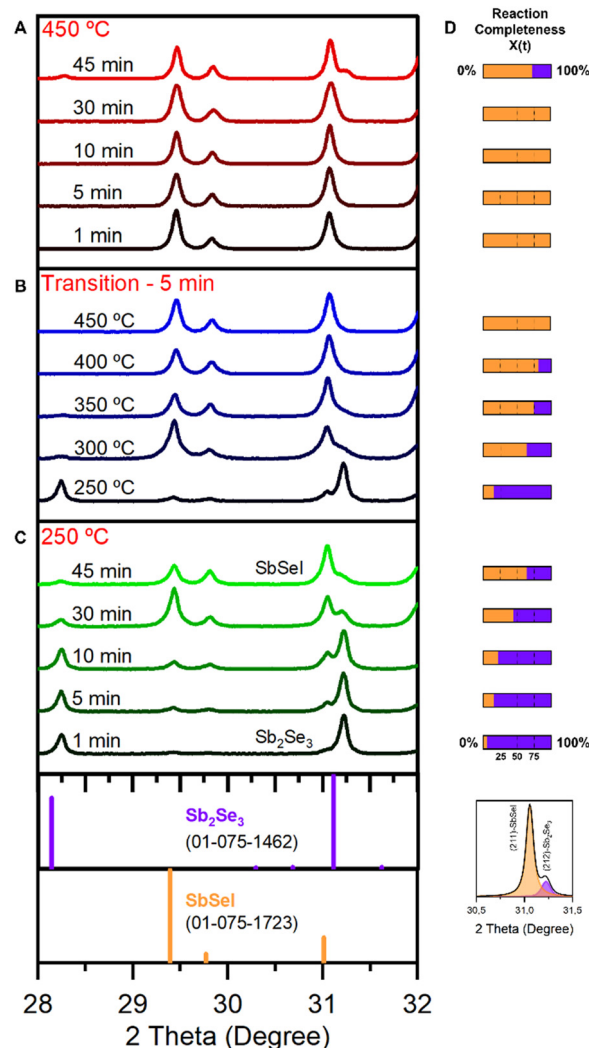 A
450 ºC
45 min
30 min
10 min
5 min
1 min
B
Transition - 5 min
450 ºC
400 ºC
350 ºC
300 ºC
250 ºC
C
250 ºC
45 min
SbSeI
30 min
10 min
5 min
1 min
Sb₂Se₃
Sb₂Se₃
(01-075-1462)
SbSeI
(01-075-1723)
28 29 30 31 32
2 Theta (Degree)
D
Reaction
Completeness
X(t)
0% 100%
0% 100%
25 50 75
(211)-SbSeI
(212)-Sb₂Se₃
30,5 31,0 31,5
2 Theta (Degree)